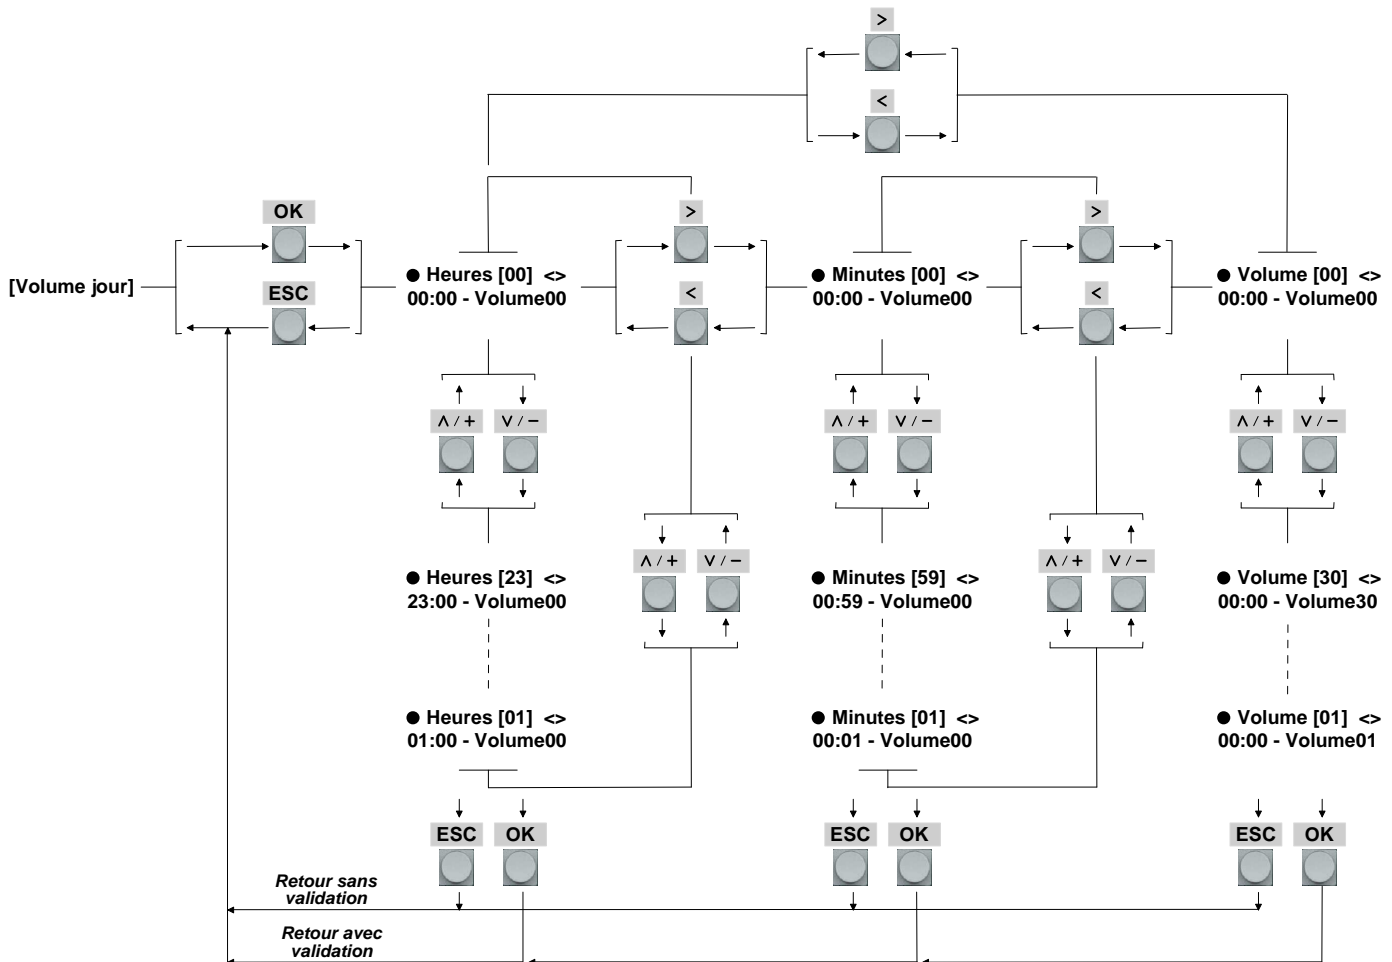 >
<
OK
>
>
[Volume jour]
● Heures [00] <>
00:00 - Volume00
● Minutes [00] <>
00:00 - Volume00
● Volume [00] <>
00:00 - Volume00
ESC
<
<
∧ / +
∨ / −
∧ / +
∨ / −
∧ / +
∨ / −
∧ / +
∨ / −
∧ / +
∨ / −
● Heures [23] <>
23:00 - Volume00
● Minutes [59] <>
00:59 - Volume00
● Volume [30] <>
00:00 - Volume30
● Heures [01] <>
01:00 - Volume00
● Minutes [01] <>
00:01 - Volume00
● Volume [01] <>
00:00 - Volume01
ESC
OK
ESC
OK
ESC
OK
Retour sans
validation
Retour avec
validation